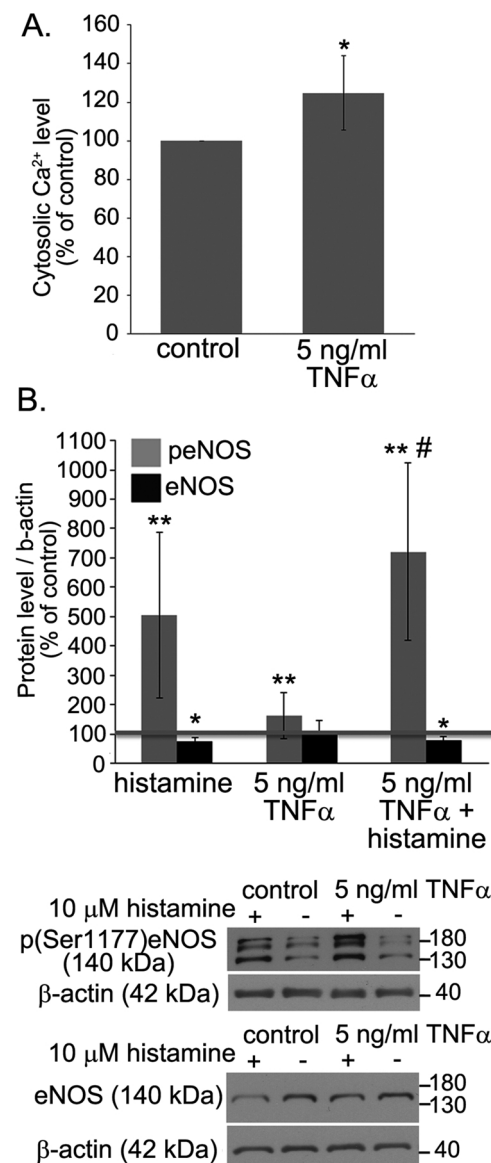 A.
Cytosolic Ca²⁺ level
(% of control)
160
140
120
100
80
60
40
20
0
*
control
5 ng/ml
TNFα
B.
Protein level / b-actin
(% of control)
1100
1000
900
800
700
600
500
400
300
200
100
0
peNOS
eNOS
**
*
**
** #
*
histamine
5 ng/ml
TNFα
5 ng/ml
TNFα +
histamine
control 5 ng/ml TNFα
10 µM histamine + - + -
p(Ser1177)eNOS
(140 kDa)
180
130
β-actin (42 kDa) 40
control 5 ng/ml TNFα
10 µM histamine + - + -
eNOS (140 kDa)
180
130
β-actin (42 kDa) 40